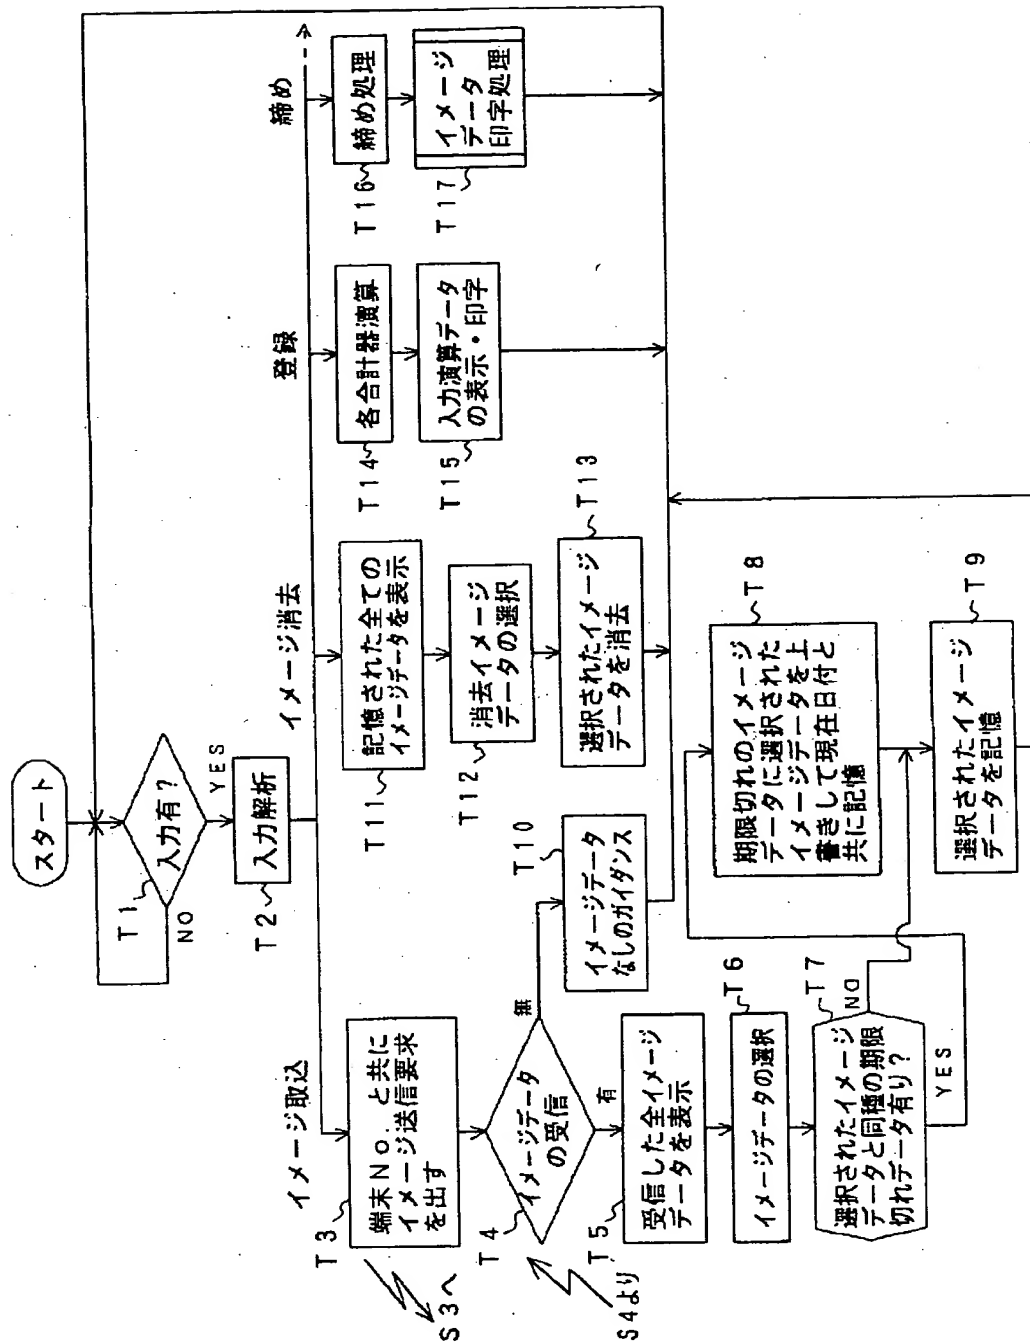 スタート
T1
入力有?
NO
YES
T2
入力解析
イメージ取込
T3
端末No.と共に
イメージ送信要求
を出す
S3へ
T4
イメージデータ
の受信
S4より
無
有
T10
イメージデータ
なしのガイダンス
T5
受信した全イメージ
データを表示
T6
イメージデータの選択
T7
選択されたイメージ
データと同種の期限
切れデータ有り?
NO
YES
T8
期限切れのイメージ
データに選択された
イメージデータを上
書きして現在日付と
共に記憶
T9
選択されたイメージ
データを記憶
イメージ消去
T11
記憶された全ての
イメージデータを表示
T12
消去イメージ
データの選択
T13
選択されたイメージ
データを消去
登録
T14
各合計器演算
T15
入力演算データ
の表示・印字
締め
T16
締め処理
T17
イメージ
データ
印字処理